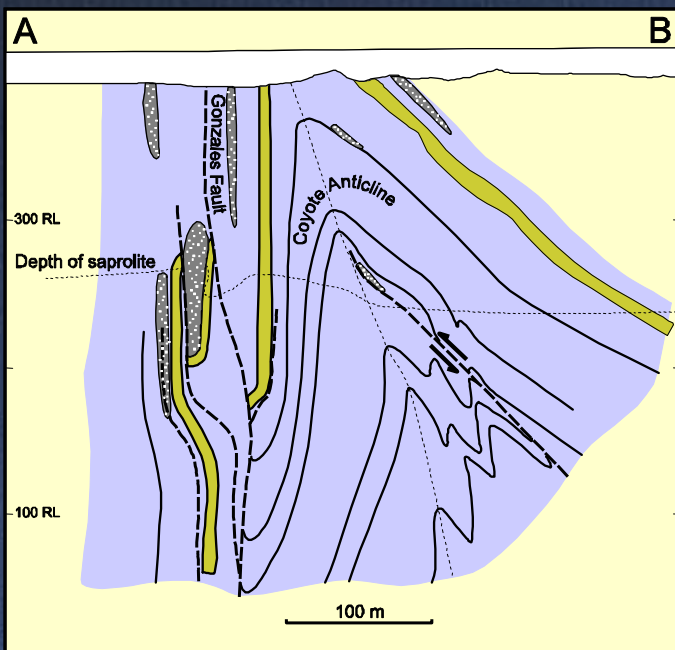 A
B
Gonzales Fault
Coyote Anticline
300 RL
Depth of saprolite
100 RL
100 m